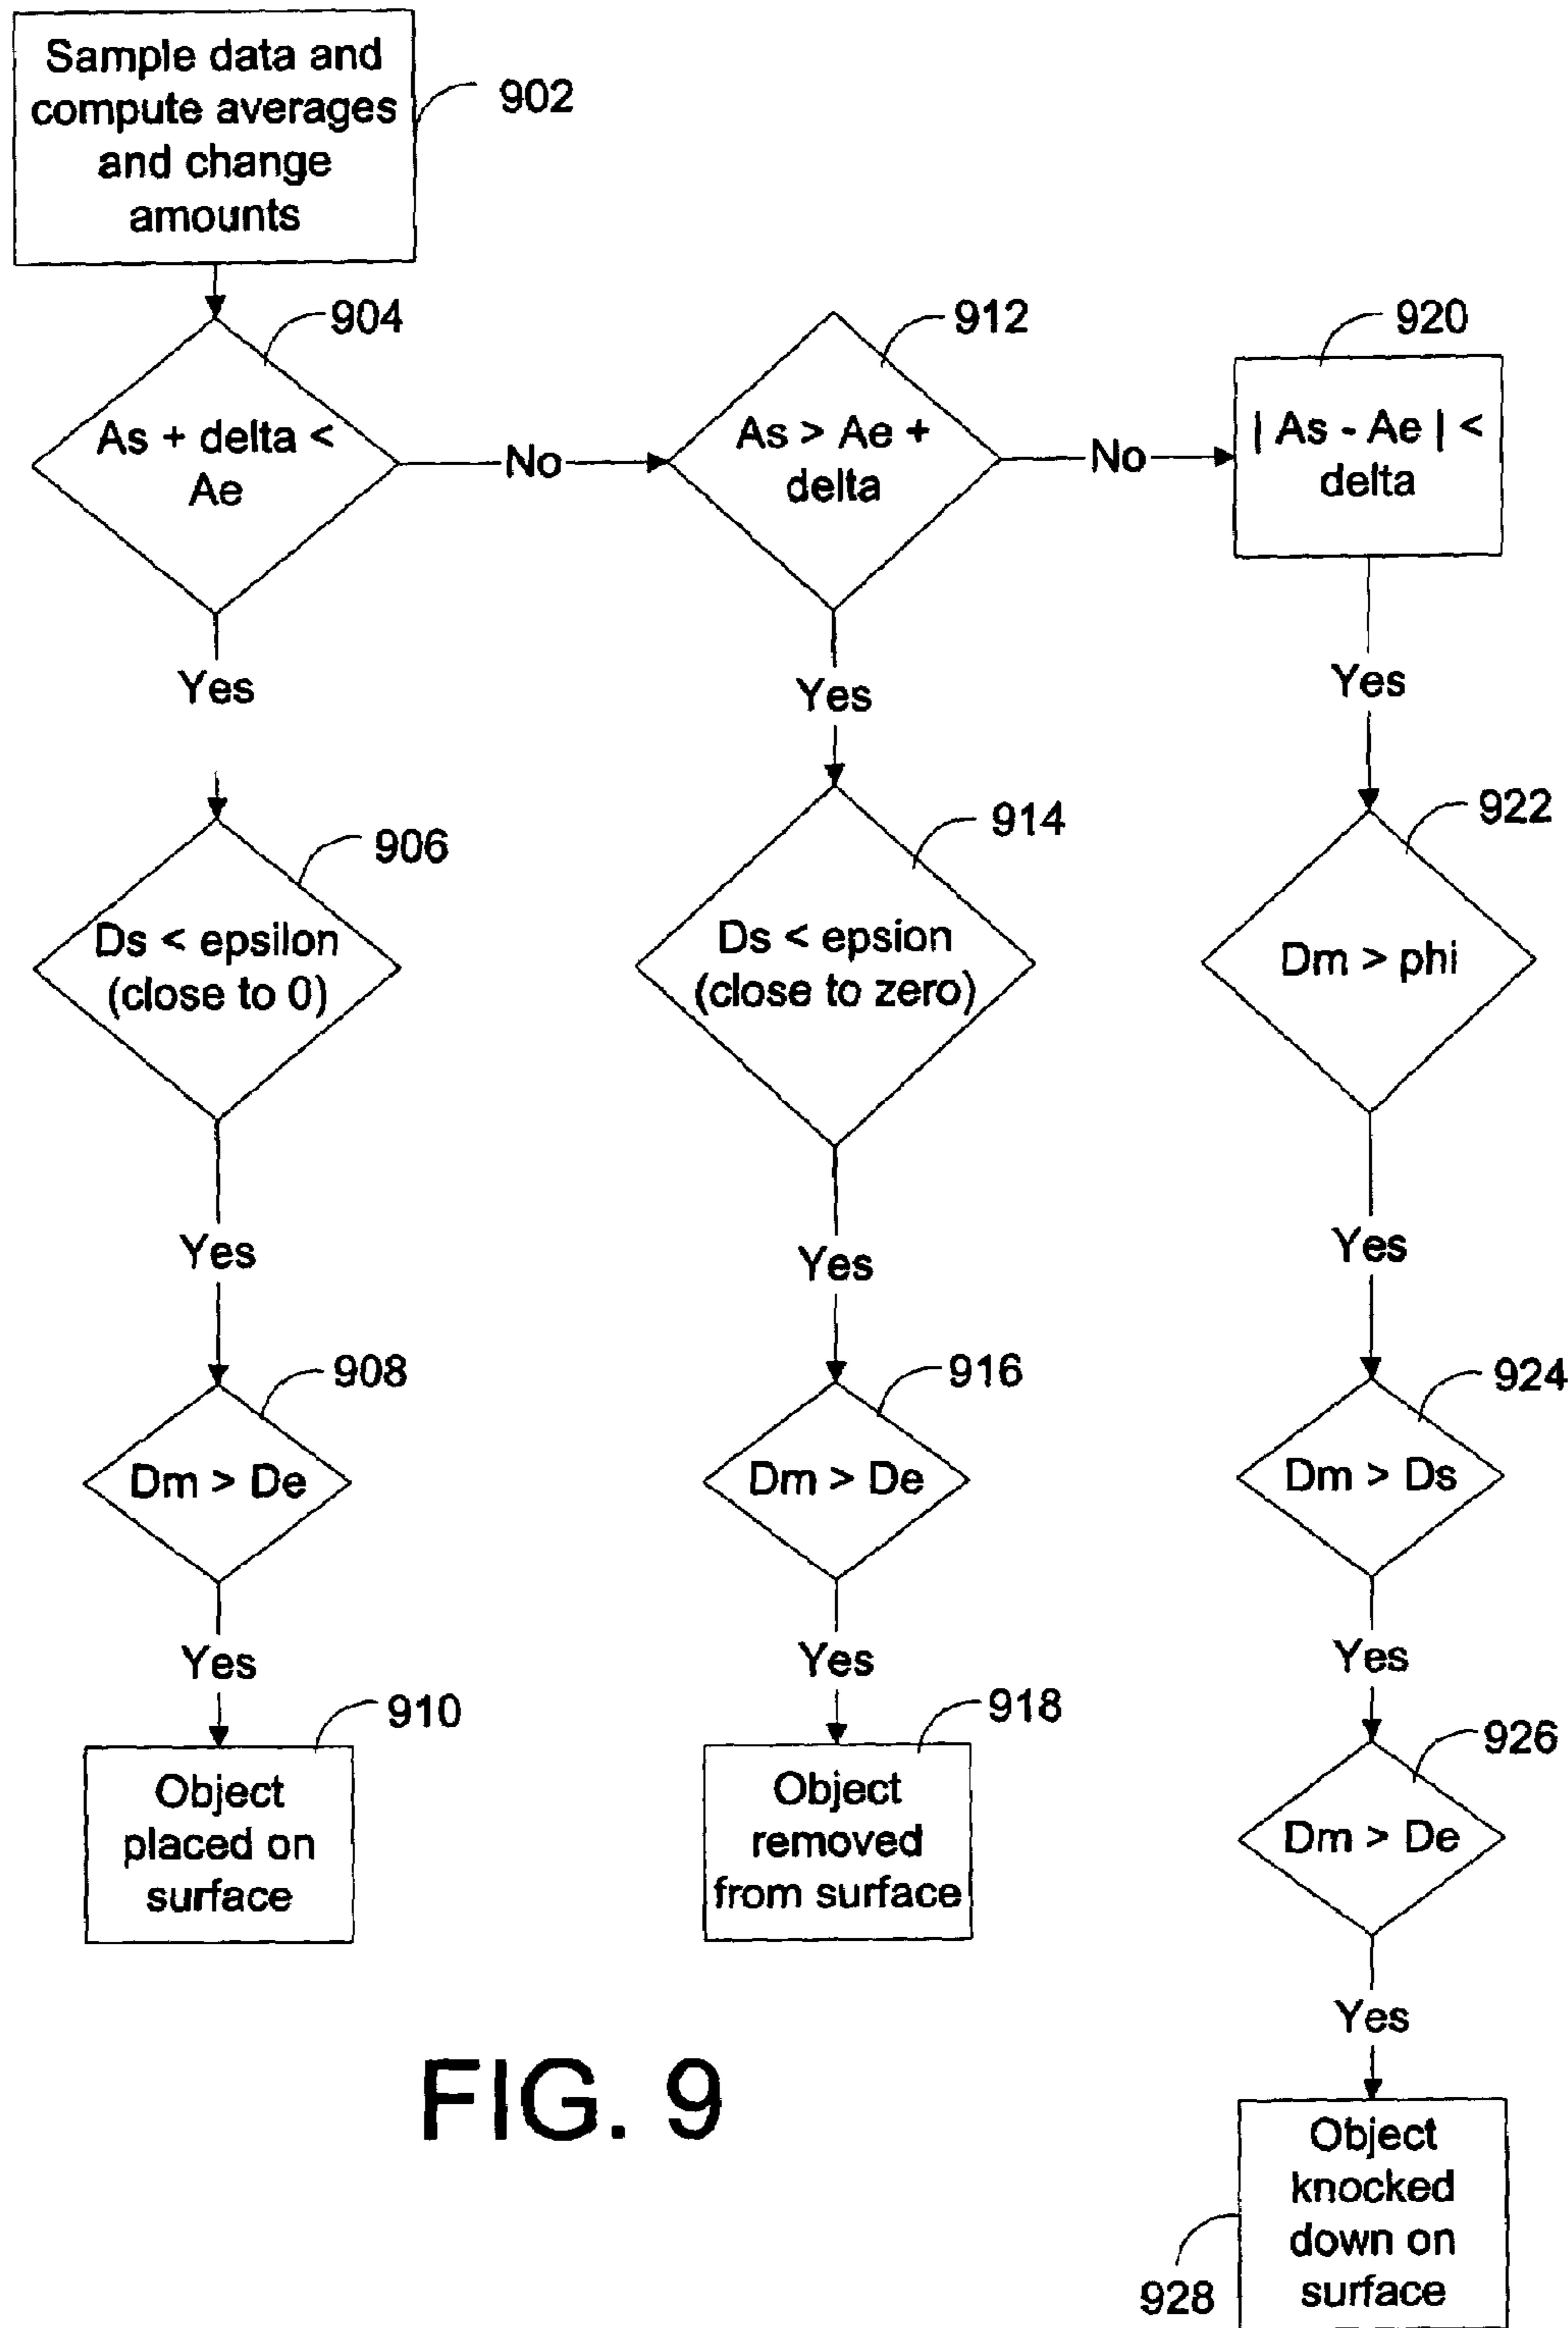 Sample data and
compute averages
and change
amounts
902
904
As + delta <
Ae
No
912
As > Ae +
delta
No
920
| As - Ae | <
delta
Yes
Yes
Yes
906
Ds < epsilon
(close to 0)
914
Ds < epsion
(close to zero)
922
Dm > phi
Yes
Yes
Yes
908
Dm > De
916
Dm > De
924
Dm > Ds
Yes
Yes
Yes
910
Object
placed on
surface
918
Object
removed
from surface
926
Dm > De
Yes
FIG. 9
Object
knocked
down on
surface
928